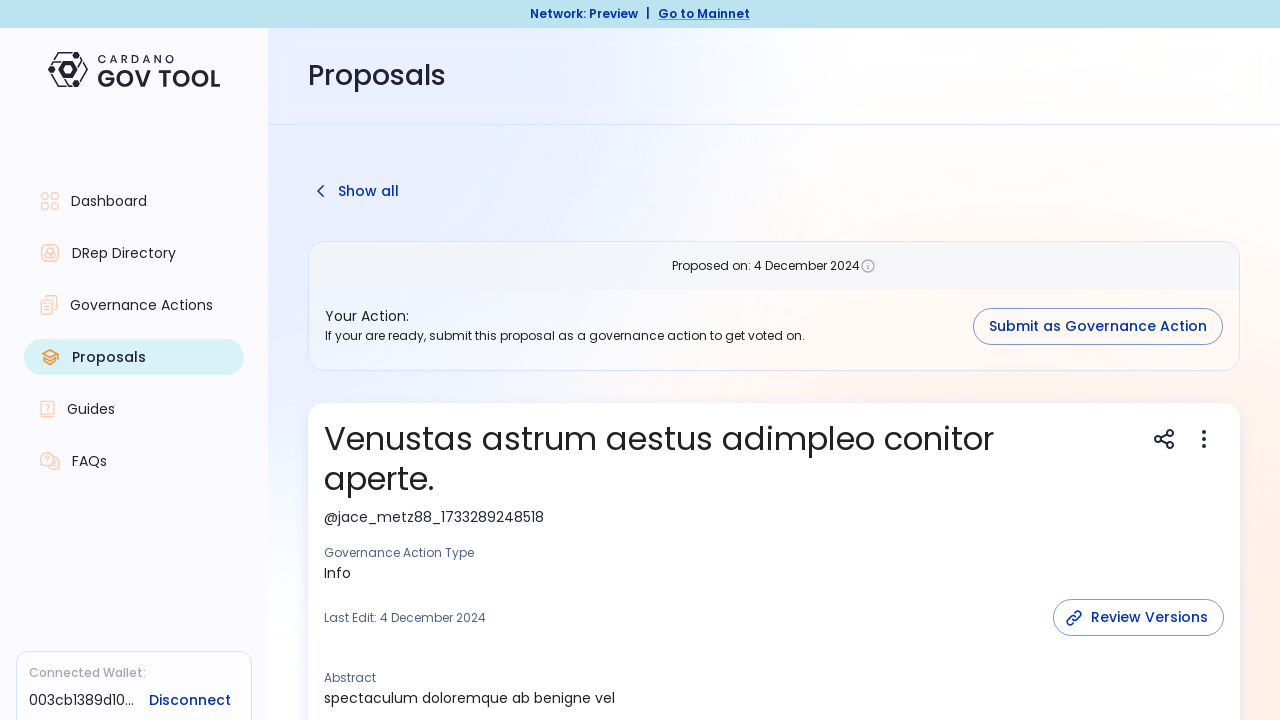 Network: Preview | Go to Mainnet
CARDANO
GOV TOOL
Proposals
Dashboard
DRep Directory
Governance Actions
Proposals
Guides
FAQs
Connected Wallet:
003cb1389d10... Disconnect
Show all
Proposed on: 4 December 2024
Your Action:
If your are ready, submit this proposal as a governance action to get voted on.
Submit as Governance Action
Venustas astrum aestus adimpleo conitor
aperte.
@jace_metz88_1733289248518
Governance Action Type
Info
Last Edit: 4 December 2024
Review Versions
Abstract
spectaculum doloremque ab benigne vel